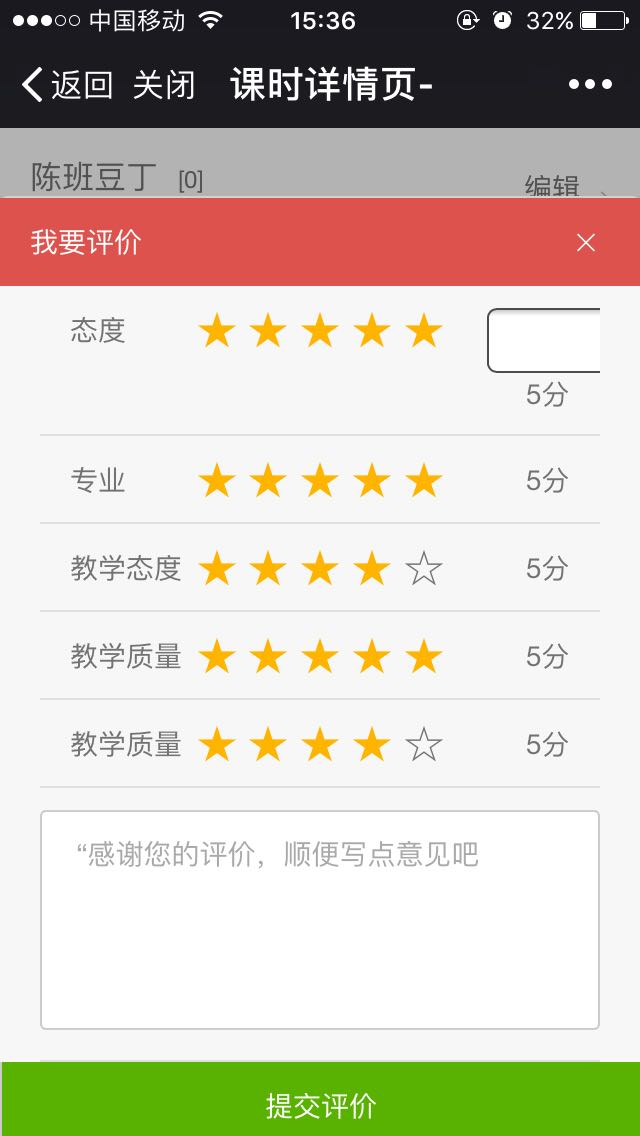 中国移动 15:36 32%
返回 关闭 课时详情页-
陈班豆丁 [0] 编辑
我要评价
态度
5分
专业 5分
教学态度 5分
教学质量 5分
教学质量 5分
“感谢您的评价，顺便写点意见吧
提交评价